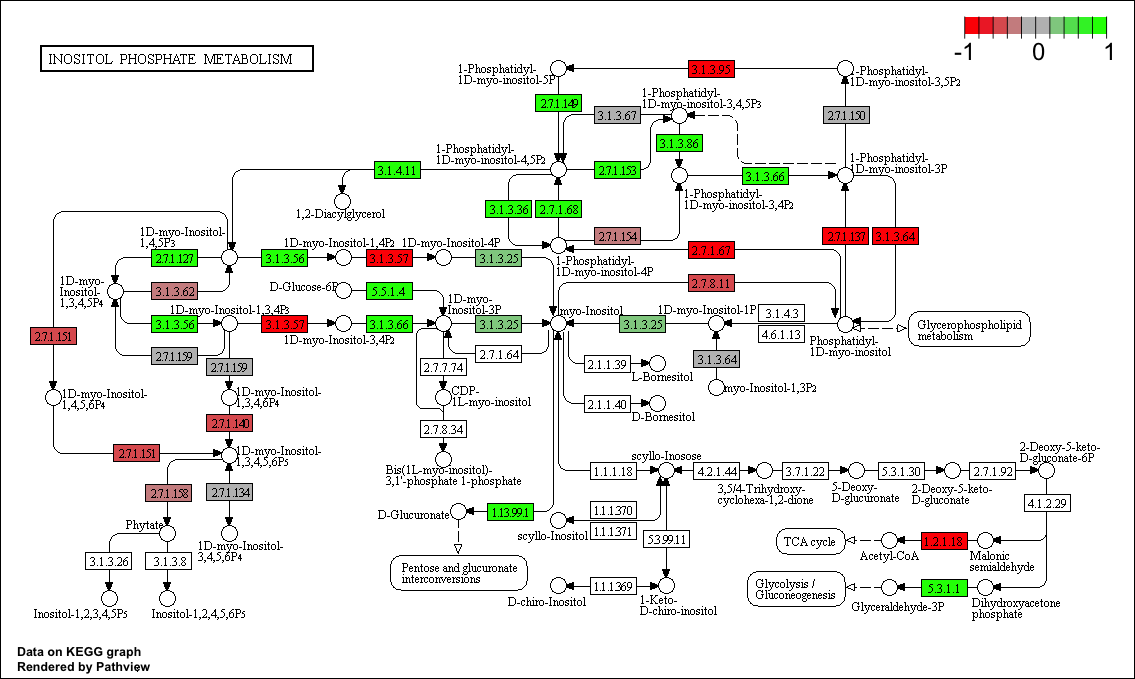 INOSITOL PHOSPHATE METABOLISM
-1 0 1
1-Phosphatidyl-
1D-myo-inositol-5P
3.1.3.95
1-Phosphatidyl-
1D-myo-inositol-3,5P2
2.7.1.149
1-Phosphatidyl-
1D-myo-inositol-3,4,5P3
3.1.3.67
2.7.1.150
3.1.3.86
1-Phosphatidyl-
1D-myo-inositol-4,5P2
3.1.4.11
2.7.1.153
3.1.3.66
1-Phosphatidyl-
1D-myo-inositol-3P
1,2-Diacylglycerol
3.1.3.36
2.7.1.68
1-Phosphatidyl-
1D-myo-inositol-3,4P2
2.7.1.154
2.7.1.67
2.7.1.137
3.1.3.64
1D-myo-Inositol-
1,4,5P3
1D-myo-Inositol-1,4P2
1D-myo-Inositol-4P
2.7.1.127
3.1.3.56
3.1.3.57
3.1.3.25
1-Phosphatidyl-
1D-myo-inositol-4P
1D-myo-
Inositol-
1,3,4,5P4
3.1.3.62
D-Glucose-6P
5.5.1.4
2.7.8.11
1D-myo-Inositol-1,3,4P3
1D-myo-
Inositol-3P
myo-Inositol
1D-myo-Inositol-1P
3.1.4.3
4.6.1.13
3.1.3.56
3.1.3.57
3.1.3.66
3.1.3.25
3.1.3.25
Glycerophospholipid
metabolism
2.7.1.151
1D-myo-Inositol-3,4P2
Phosphatidyl-
1D-myo-inositol
2.7.1.159
2.7.1.159
2.7.7.74
2.7.1.64
2.1.1.39
L-Bornesitol
3.1.3.64
myo-Inositol-1,3P2
1D-myo-Inositol-
1,4,5,6P4
1D-myo-Inositol-
1,3,4,6P4
CDP-
1L-myo-inositol
2.1.1.40
D-Bornesitol
2.7.1.140
2.7.8.34
2.7.1.151
1D-myo-Inositol-
1,3,4,5,6P5
Bis(1L-myo-inositol)-
3,1'-phosphate 1-phosphate
scyllo-Inosose
1.1.1.18
4.2.1.44
3.7.1.22
5.3.1.30
2.7.1.92
2-Deoxy-5-keto-
D-gluconate-6P
3,5/4-Trihydroxy-
cyclohexa-1,2-dione
5-Deoxy-
D-glucuronate
2-Deoxy-5-keto-
D-gluconate
2.7.1.158
2.7.1.134
4.1.2.29
D-Glucuronate
1.13.99.1
1.1.1.370
1.1.1.371
scyllo-Inositol
Phytate
1D-myo-Inositol-
3,4,5,6P4
5.3.99.11
TCA cycle
Acetyl-CoA
1.2.1.18
Malonic
semialdehyde
3.1.3.26
3.1.3.8
Pentose and glucuronate
interconversions
1.1.1.369
D-chiro-Inositol
1-Keto-
D-chiro-inositol
Glycolysis /
Gluconeogenesis
Glyceraldehyde-3P
5.3.1.1
Dihydroxyacetone
phosphate
Inositol-1,2,3,4,5P5
Inositol-1,2,4,5,6P5
Data on KEGG graph
Rendered by Pathview